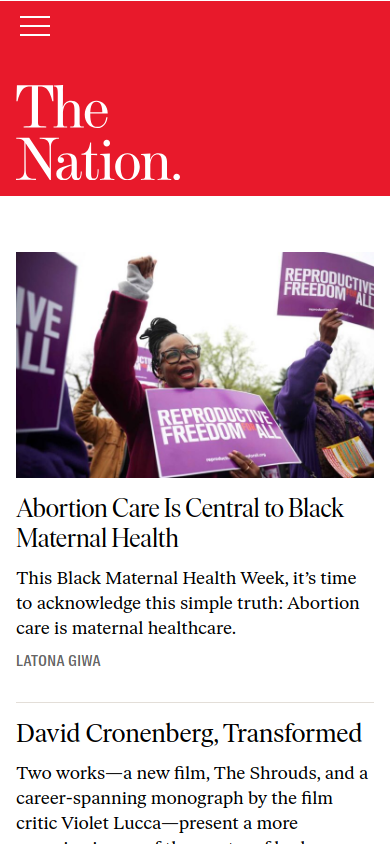 The
Nation.
IVE
ALL
REPRODUCTIVE
FREEDOM FOR ALL
REPRODUCTIVE
FREEDOM FOR ALL
Abortion Care Is Central to Black
Maternal Health
This Black Maternal Health Week, it’s time
to acknowledge this simple truth: Abortion
care is maternal healthcare.
LATONA GIWA
David Cronenberg, Transformed
Two works—a new film, The Shrouds, and a
career-spanning monograph by the film
critic Violet Lucca—present a more